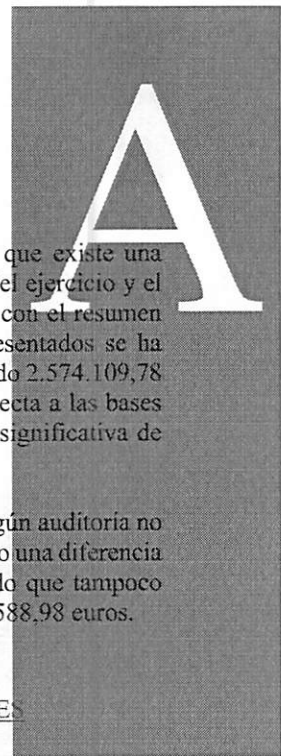 A
que existe una
el ejercicio y el
con el resumen
esentados se ha
do 2.574.109,78
ecta a las bases
significativa de
gún auditoría no
o una diferencia
lo que tampoco
588,98 euros.
ES